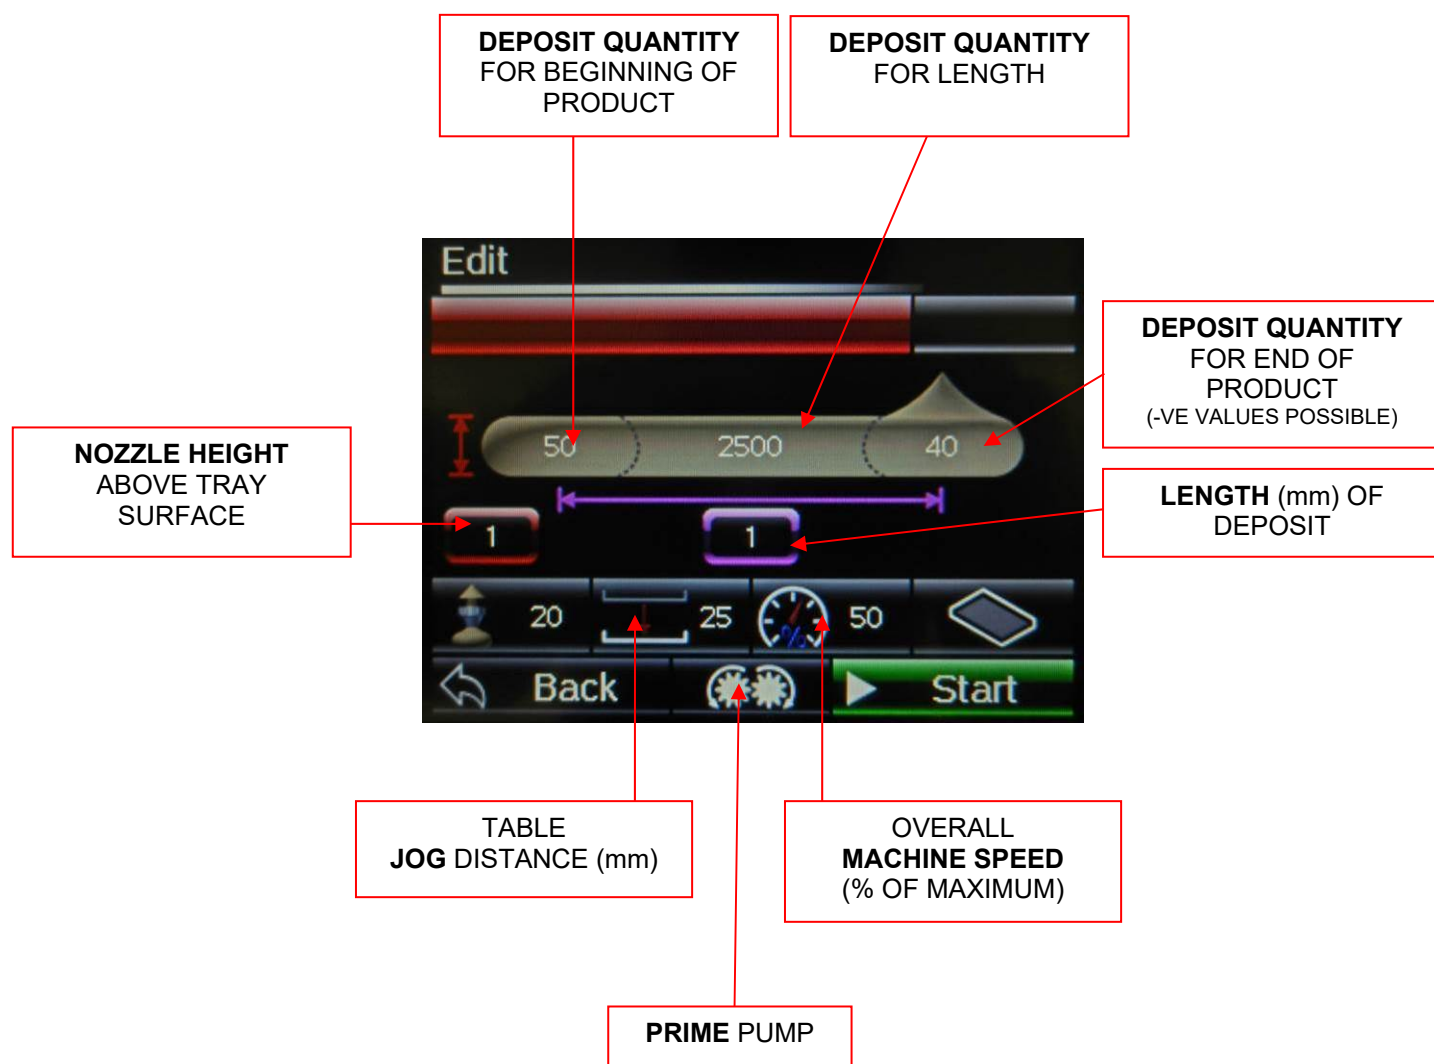 DEPOSIT QUANTITY
FOR BEGINNING OF
PRODUCT
DEPOSIT QUANTITY
FOR LENGTH
Edit
DEPOSIT QUANTITY
FOR END OF
PRODUCT
(-VE VALUES POSSIBLE)
50 2500 40
NOZZLE HEIGHT
ABOVE TRAY
SURFACE
LENGTH (mm) OF
DEPOSIT
1 1
20 25 % 50
Back Start
TABLE
JOG DISTANCE (mm)
OVERALL
MACHINE SPEED
(% OF MAXIMUM)
PRIME PUMP